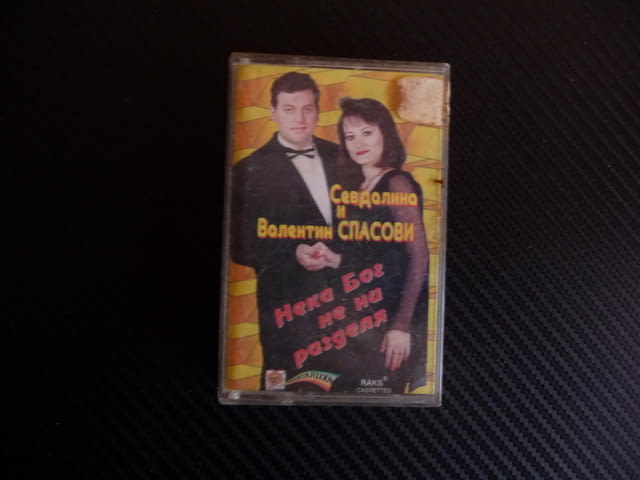 Севдалина
и
Валентин СПАСОВИ
Нека Бог
не ни
разделя
RAKS®
CASSETTES